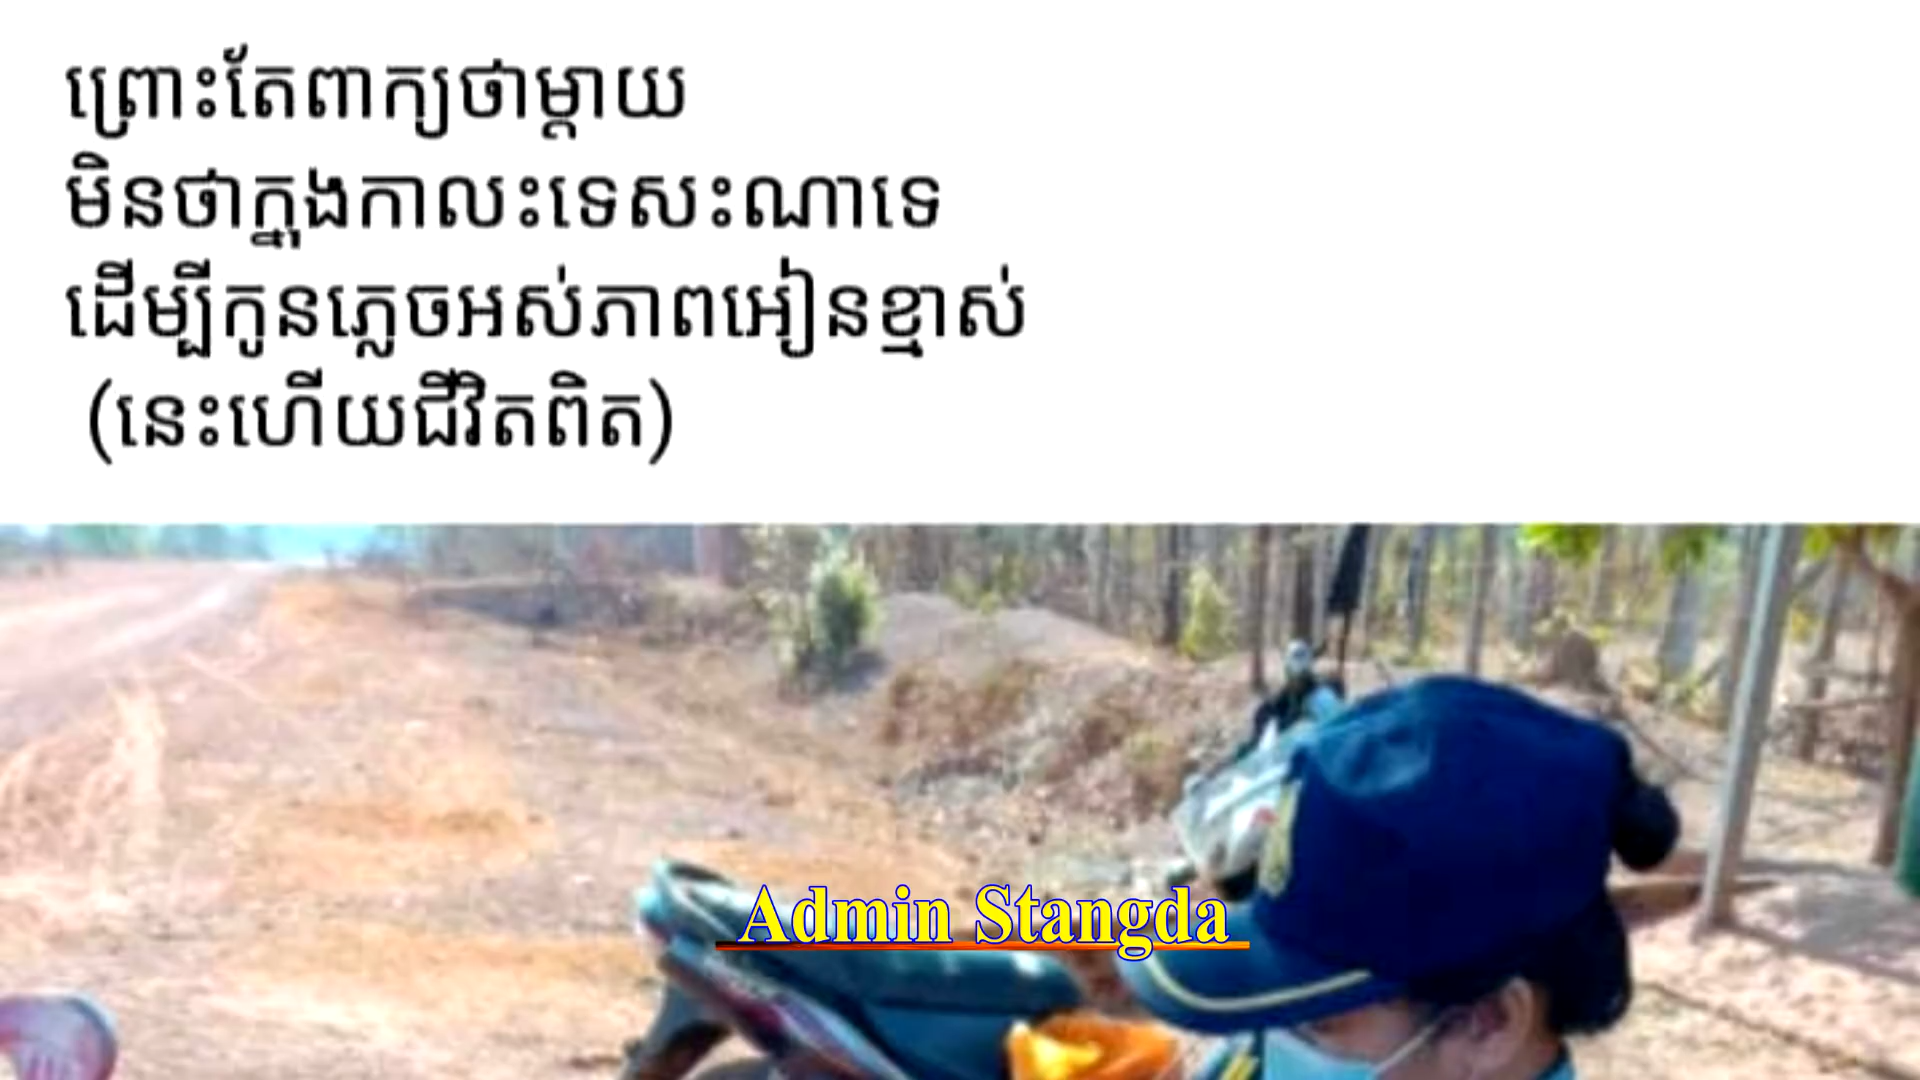 ព្រោះតែពាក្យថាម្ដាយ
មិនថាក្នុងកាលះទេសះណាទេ
ដើម្បីកូនភ្លេចអស់ភាពអៀនខ្មាស់
(នេះហើយជីវិតពិត)
Admin Stangda